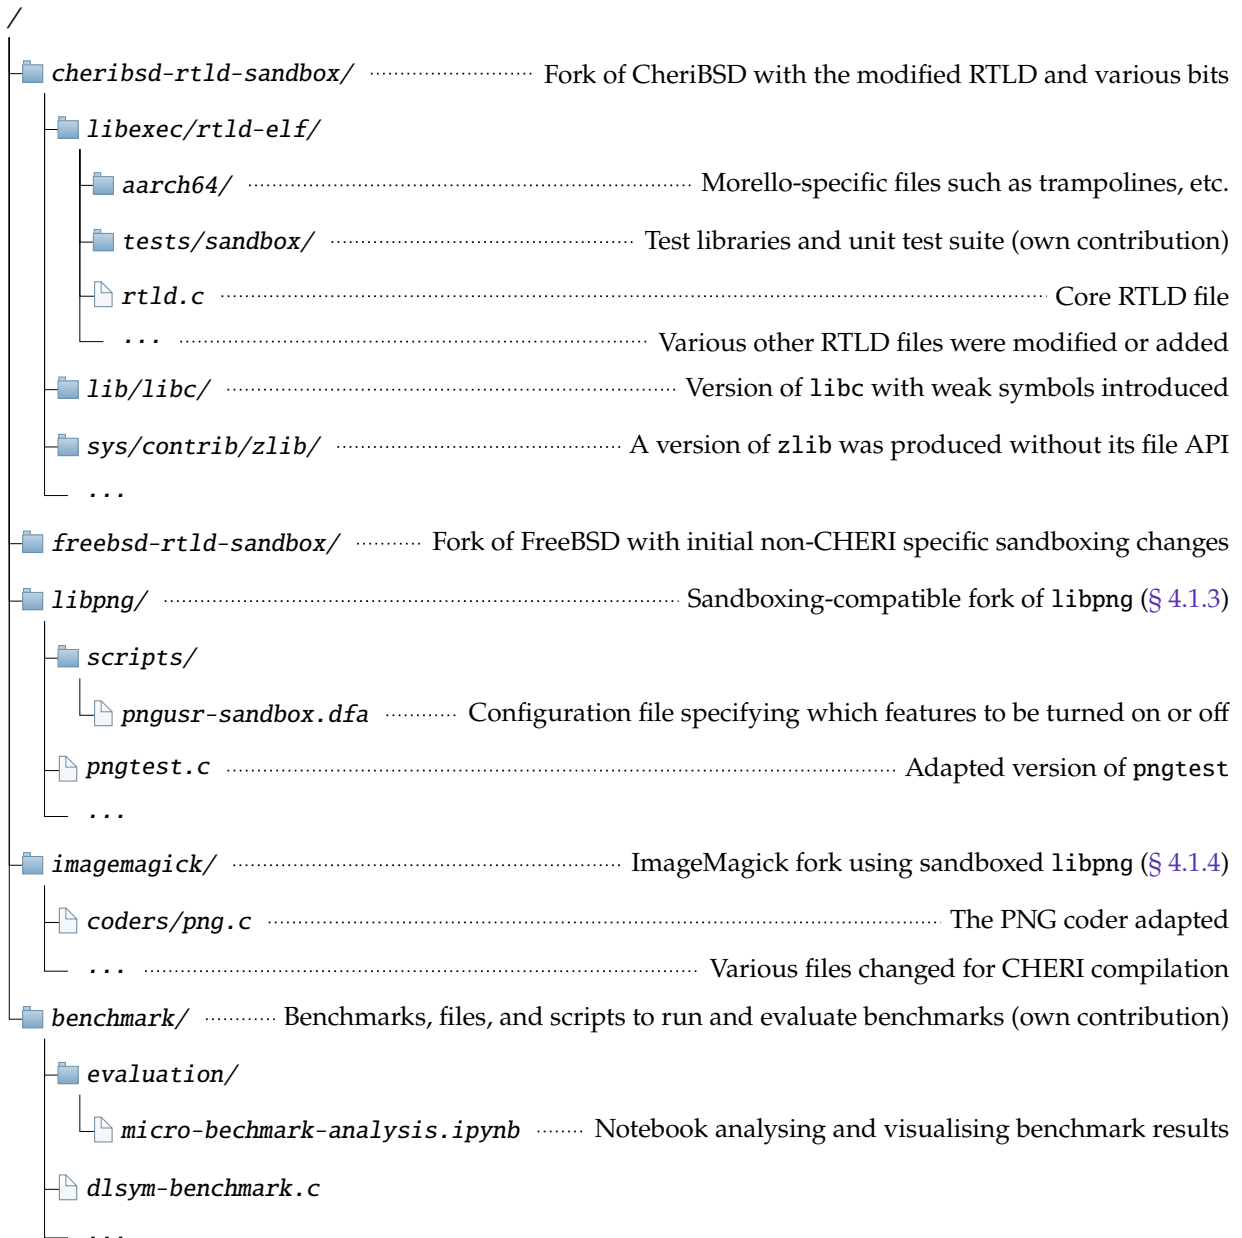 /
cheribsd-rtld-sandbox/ Fork of CheriBSD with the modified RTLD and various bits
libexec/rtld-elf/
aarch64/ Morello-specific files such as trampolines, etc.
tests/sandbox/ Test libraries and unit test suite (own contribution)
rtld.c Core RTLD file
... Various other RTLD files were modified or added
lib/libc/ Version of libc with weak symbols introduced
sys/contrib/zlib/ A version of zlib was produced without its file API
...
freebsd-rtld-sandbox/ Fork of FreeBSD with initial non-CHERI specific sandboxing changes
libpng/ Sandboxing-compatible fork of libpng (§ 4.1.3)
scripts/
pngusr-sandbox.dfa Configuration file specifying which features to be turned on or off
pngtest.c Adapted version of pngtest
...
imagemagick/ ImageMagick fork using sandboxed libpng (§ 4.1.4)
coders/png.c The PNG coder adapted
... Various files changed for CHERI compilation
benchmark/ Benchmarks, files, and scripts to run and evaluate benchmarks (own contribution)
evaluation/
micro-bechmark-analysis.ipynb Notebook analysing and visualising benchmark results
dlsym-benchmark.c
...